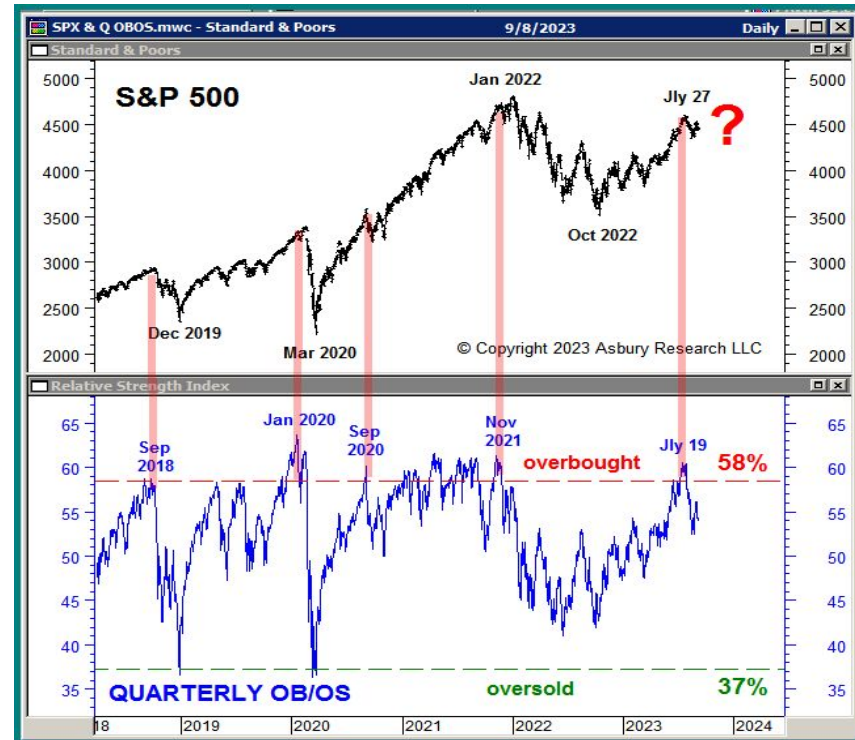 SPX & Q OBOS.mwc - Standard & Poors 9/8/2023 Daily
Standard & Poors
S&P 500
Jan 2022
Jly 27
?
5000 5000
4500 4500
4000 4000
3500 3500
3000 3000
2500 2500
2000 2000
Oct 2022
Dec 2019
Mar 2020
© Copyright 2023 Asbury Research LLC
Relative Strength Index
65 65
60 60
55 55
50 50
45 45
40 40
35 35
Sep
2018
Jan 2020
Sep
2020
Nov
2021
Jly 19
overbought 58%
QUARTERLY OB/OS
oversold 37%
18 2019 2020 2021 2022 2023 2024